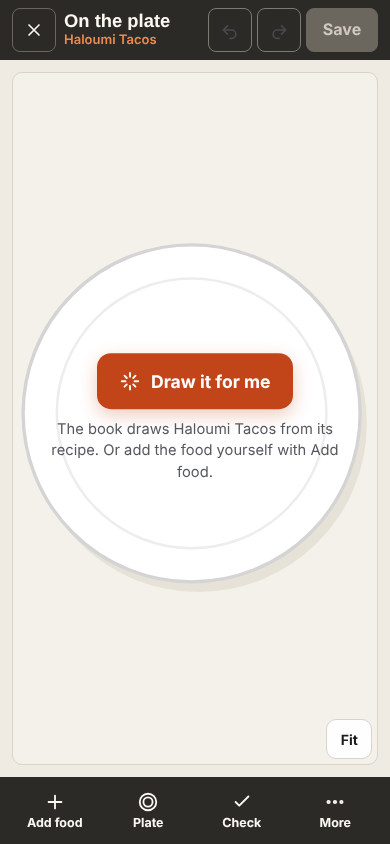 On the plate
Haloumi Tacos
Save
Draw it for me
The book draws Haloumi Tacos from its
recipe. Or add the food yourself with Add
food.
Fit
Add food
Plate
Check
More